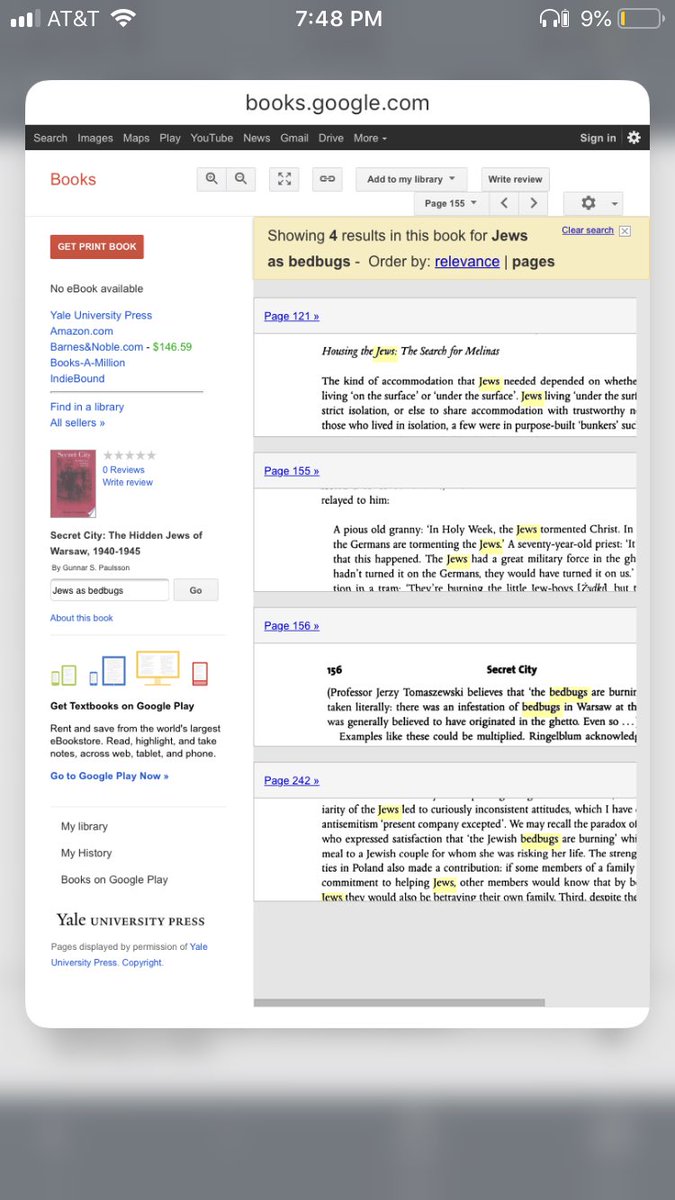 AT&T 7:48 PM 9%
books.google.com
Search Images Maps Play YouTube News Gmail Drive More Sign in
Books
Add to my library Write review
Page 155
GET PRINT BOOK
No eBook available
Yale University Press
Amazon.com
Barnes&Noble.com - $146.59
Books-A-Million
IndieBound
Find in a library
All sellers »
Secret City
0 Reviews
Write review
Secret City: The Hidden Jews of
Warsaw, 1940-1945
By Gunnar S. Paulsson
Jews as bedbugs Go
About this book
Get Textbooks on Google Play
Rent and save from the world's largest
eBookstore. Read, highlight, and take
notes, across web, tablet, and phone.
Go to Google Play Now »
My library
My History
Books on Google Play
Yale UNIVERSITY PRESS
Pages displayed by permission of Yale
University Press. Copyright.
Showing 4 results in this book for Jews
as bedbugs - Order by: relevance | pages
Clear search
Page 121 »
Housing the Jews: The Search for Melinas
The kind of accommodation that Jews needed depended on whethe
living 'on the surface' or 'under the surface'. Jews living 'under the surf
strict isolation, or else to share accommodation with trustworthy n
those who lived in isolation, a few were in purpose-built 'bunkers' suc
Page 155 »
relayed to him:
A pious old granny: 'In Holy Week, the Jews tormented Christ. In
the Germans are tormenting the Jews.' A seventy-year-old priest: 'It
that this happened. The Jews had a great military force in the gh
hadn't turned it on the Germans, they would have turned it on us.'
tion in a tram: 'They're burning the little Jew-boys [Żydki], but t
Page 156 »
156 Secret City
(Professor Jerzy Tomaszewski believes that 'the bedbugs are burnin
taken literally: there was an infestation of bedbugs in Warsaw at th
was generally believed to have originated in the ghetto. Even so ...
Examples like these could be multiplied. Ringelblum acknowledg
Page 242 »
iarity of the Jews led to curiously inconsistent attitudes, which I have
antisemitism 'present company excepted'. We may recall the paradox of
who expressed satisfaction that 'the Jewish bedbugs are burning' whi
meal to a Jewish couple for whom she was risking her life. The streng
ties in Poland also made a contribution: if some members of a family
commitment to helping Jews, other members would know that by b
Jews they would also be betraying their own family. Third, despite the